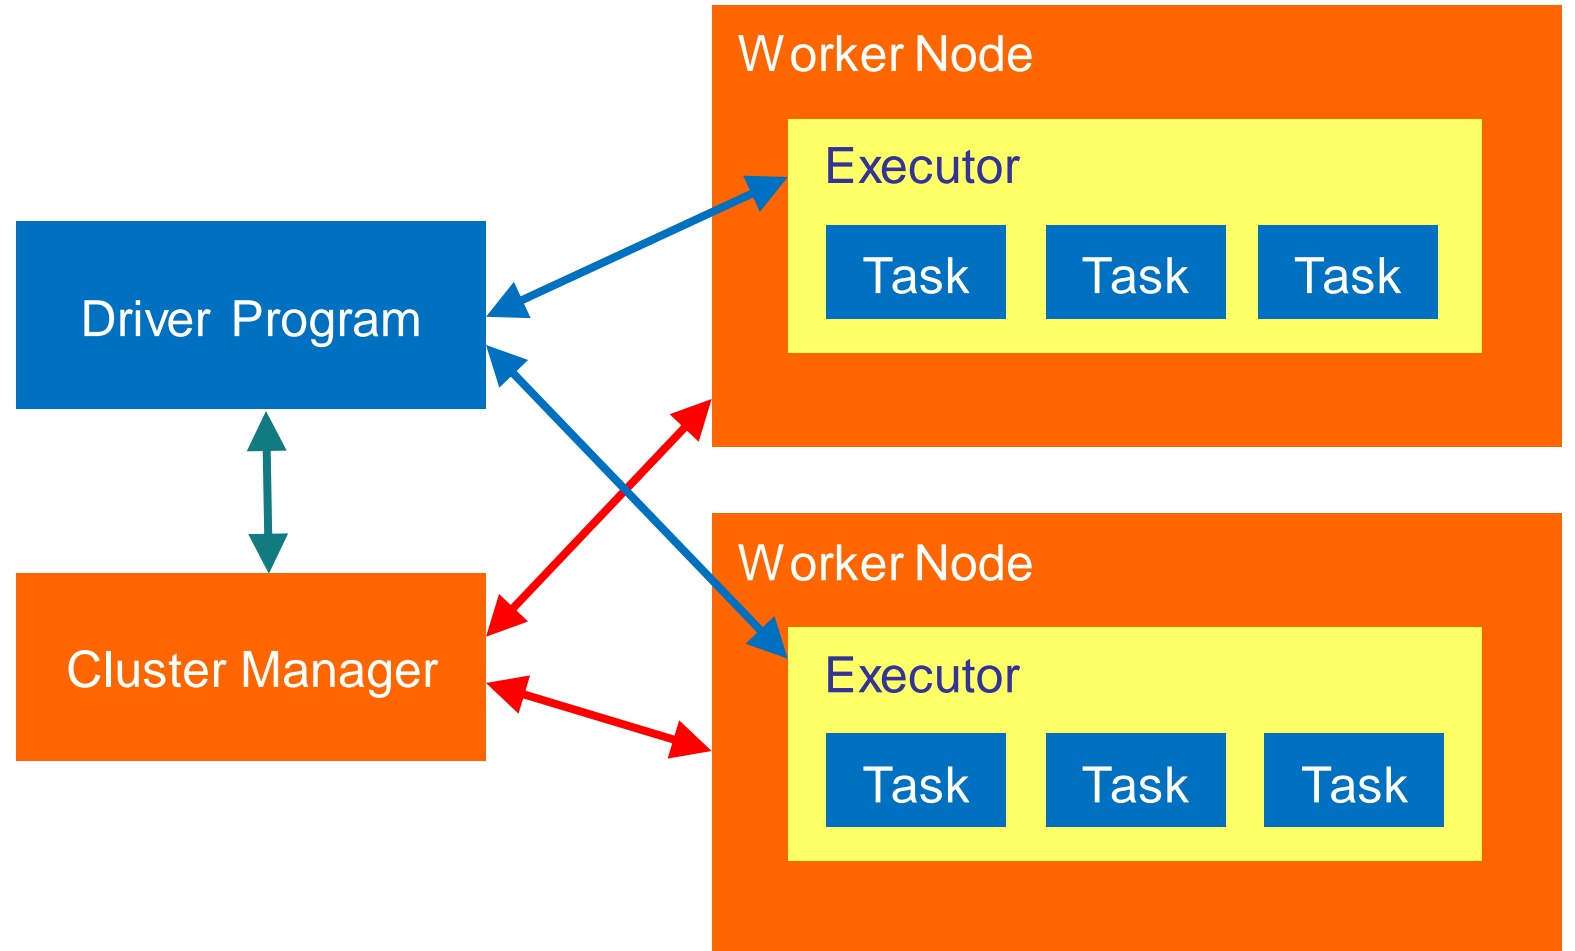 Worker Node
Executor
Task Task Task
Driver Program
Worker Node
Cluster Manager
Executor
Task Task Task